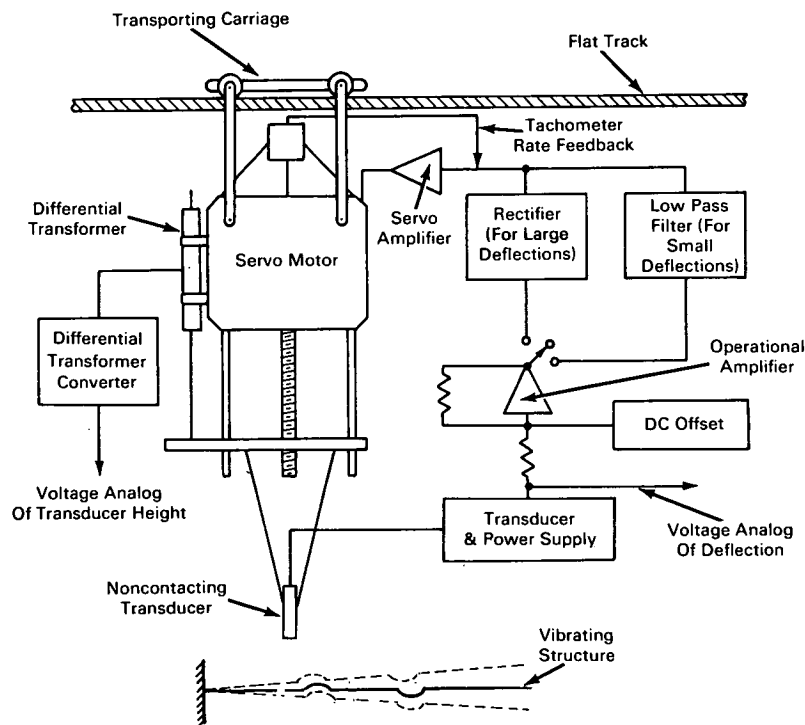 Transporting Carriage
Flat Track
Tachometer
Rate Feedback
Differential
Transformer
Servo Motor
Servo
Amplifier
Rectifier
(For Large
Deflections)
Low Pass
Filter (For
Small
Deflections)
Differential
Transformer
Converter
Operational
Amplifier
DC Offset
Voltage Analog
Of Transducer Height
Transducer
& Power Supply
Voltage Analog
Of Deflection
Noncontacting
Transducer
Vibrating
Structure